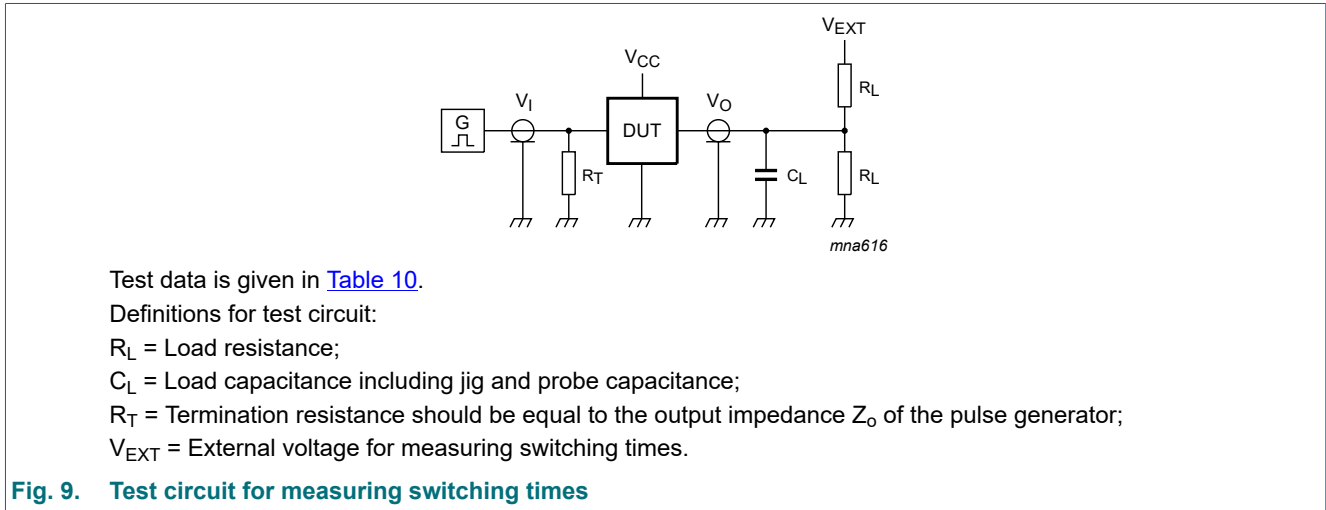 VEXT
RL
VCC
VI
VO
G
DUT
RT
CL
RL
mna616
Test data is given in Table 10.
Definitions for test circuit:
RL = Load resistance;
CL = Load capacitance including jig and probe capacitance;
RT = Termination resistance should be equal to the output impedance Zo of the pulse generator;
VEXT = External voltage for measuring switching times.
Fig. 9. Test circuit for measuring switching times